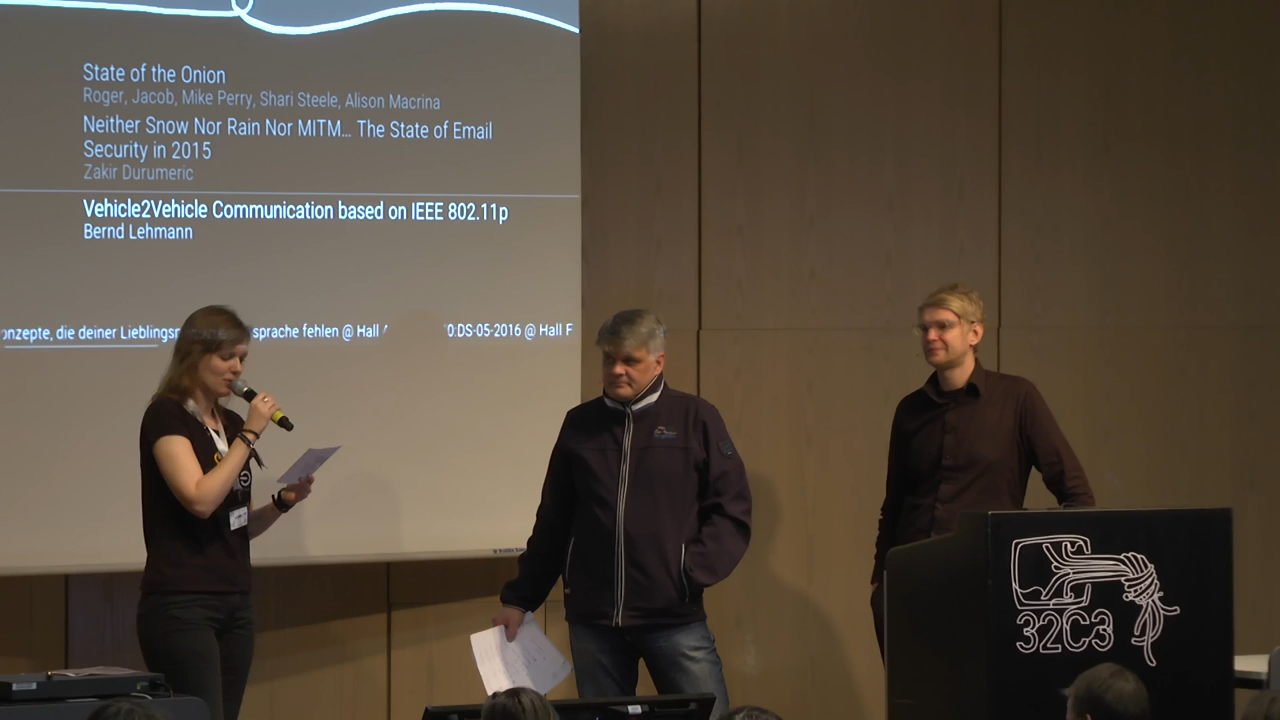 State of the Onion
Roger, Jacob, Mike Perry, Shari Steele, Alison Macrina
Neither Snow Nor Rain Nor MITM… The State of Email
Security in 2015
Zakir Durumeric
Vehicle2Vehicle Communication based on IEEE 802.11p
Bernd Lehmann
onzepte, die deiner sprache fehlen @ Hall 0:DS-05-2016 @ Hall F
32C3